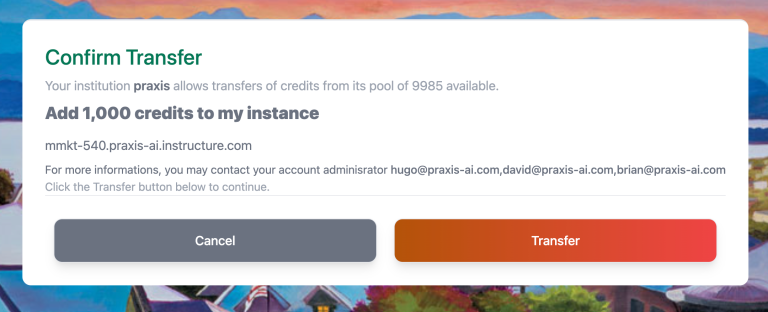 Confirm Transfer
Your institution praxis allows transfers of credits from its pool of 9985 available.
Add 1,000 credits to my instance
mmkt-540.praxis-ai.instructure.com
For more informations, you may contact your account adminisrator hugo@praxis-ai.com,david@praxis-ai.com,brian@praxis-ai.com
Click the Transfer button below to continue.
Cancel
Transfer